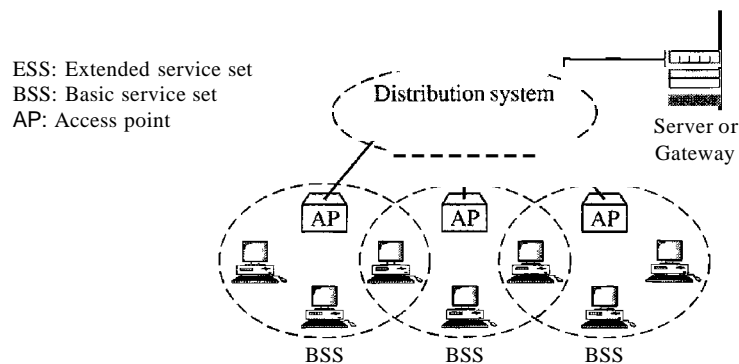 ESS: Extended service set
BSS: Basic service set
AP: Access point
Distribution system
Server or
Gateway
AP AP AP
BSS BSS BSS